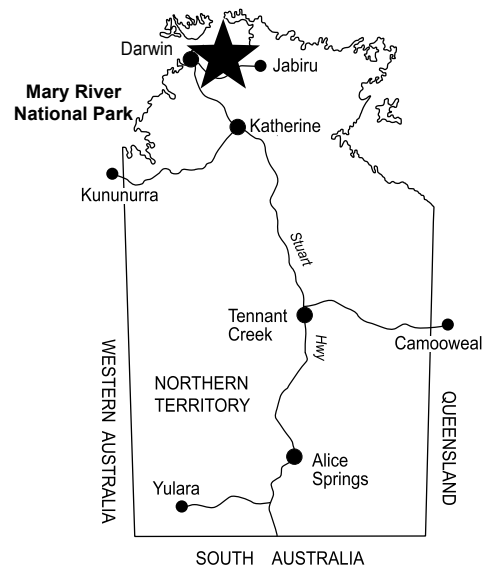 Darwin
Jabiru
Mary River
National Park
Katherine
Kununurra
Stuart
Tennant
Creek
Hwy
Camooweal
WESTERN AUSTRALIA
NORTHERN
TERRITORY
QUEENSLAND
Alice
Springs
Yulara
SOUTH AUSTRALIA